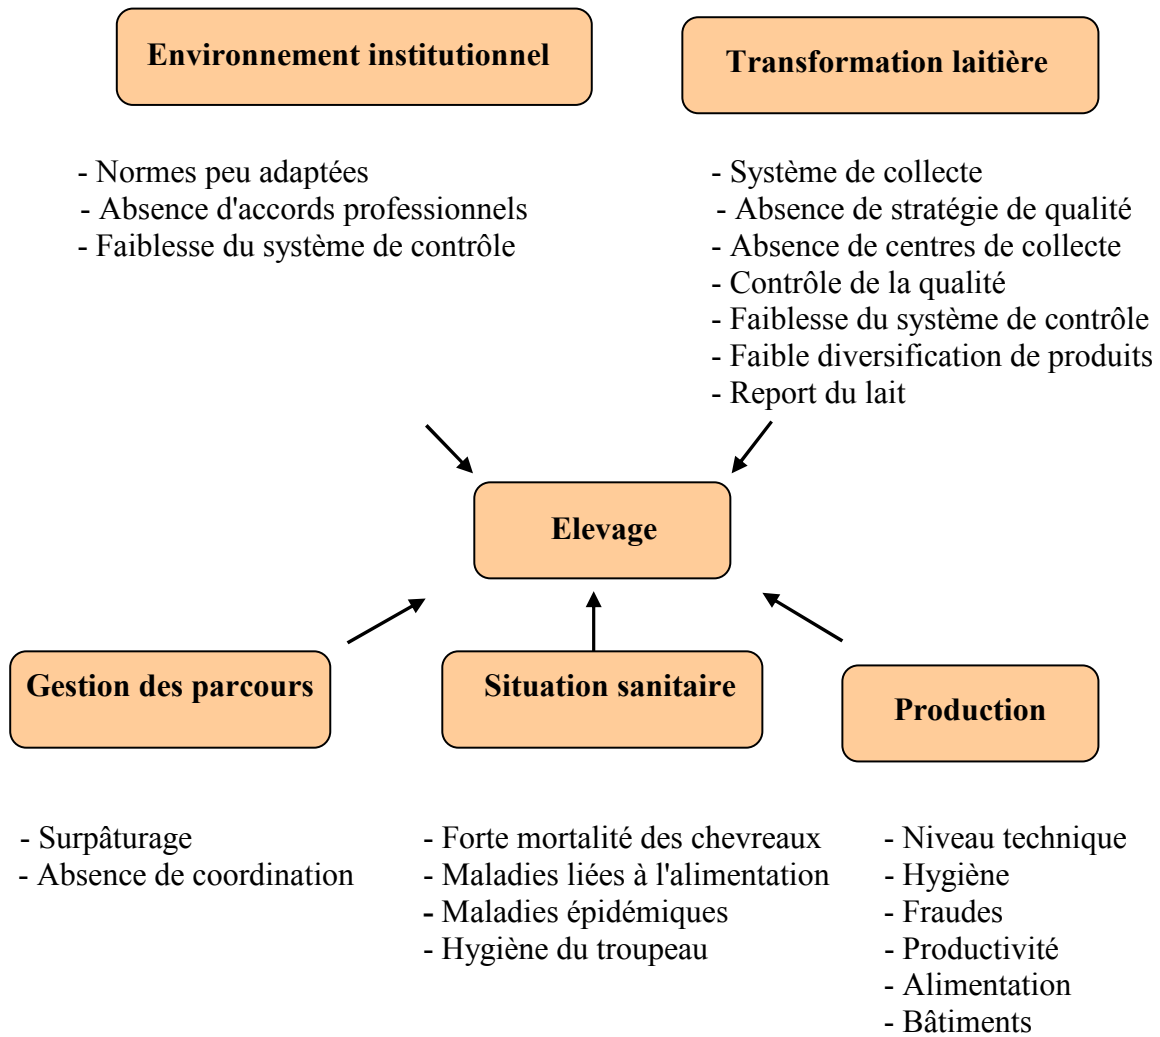 Environnement institutionnel
Transformation laitière
- Normes peu adaptées
- Absence d'accords professionnels
- Faiblesse du système de contrôle
- Système de collecte
- Absence de stratégie de qualité
- Absence de centres de collecte
- Contrôle de la qualité
- Faiblesse du système de contrôle
- Faible diversification de produits
- Report du lait
Elevage
Gestion des parcours
Situation sanitaire
Production
- Surpâturage
- Absence de coordination
- Forte mortalité des chevreaux
- Maladies liées à l'alimentation
- Maladies épidémiques
- Hygiène du troupeau
- Niveau technique
- Hygiène
- Fraudes
- Productivité
- Alimentation
- Bâtiments